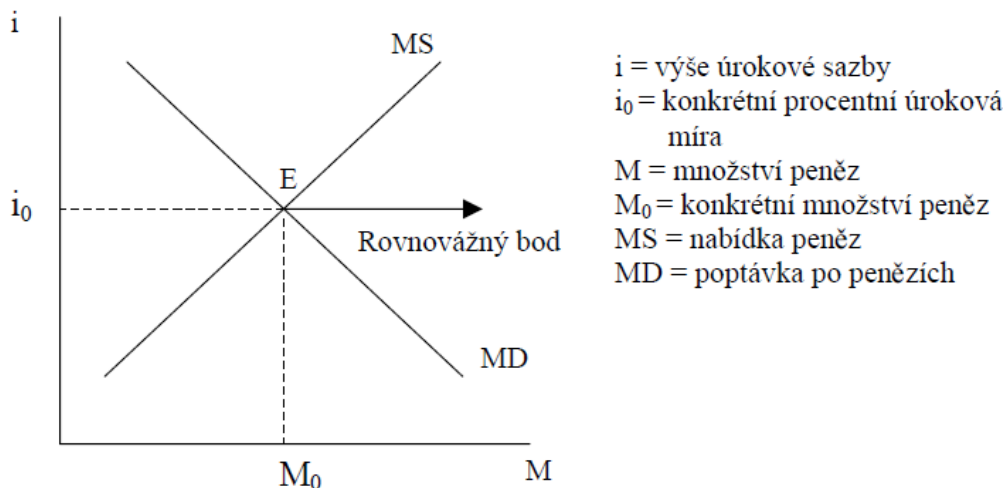 i
MS
E
i₀
Rovnovážný bod
MD
M₀
M
i = výše úrokové sazby
i₀ = konkrétní procentní úroková
míra
M = množství peněz
M₀ = konkrétní množství peněz
MS = nabídka peněz
MD = poptávka po penězích